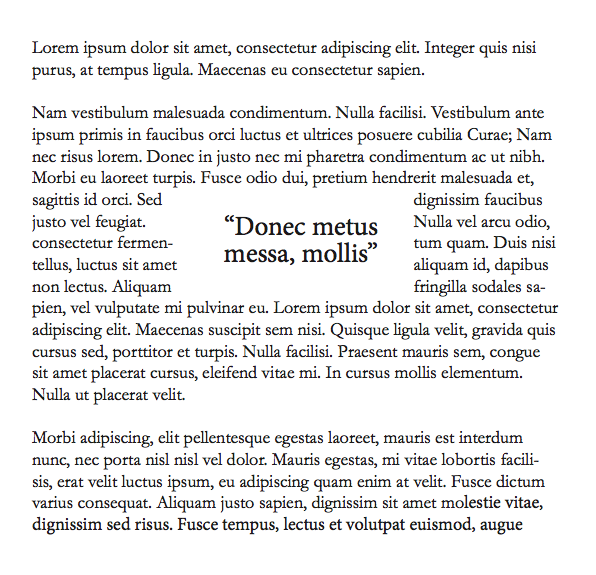 Lorem ipsum dolor sit amet, consectetur adipiscing elit. Integer quis nisi
purus, at tempus ligula. Maecenas eu consectetur sapien.

Nam vestibulum malesuada condimentum. Nulla facilisi. Vestibulum ante
ipsum primis in faucibus orci luctus et ultrices posuere cubilia Curae; Nam
nec risus lorem. Donec in justo nec mi pharetra condimentum ac ut nibh.
Morbi eu laoreet turpis. Fusce odio dui, pretium hendrerit malesuada et,
sagittis id orci. Sed dignissim faucibus
justo vel feugiat. Nulla vel arcu odio,
consectetur fermen- tum quam. Duis nisi
tellus, luctus sit amet aliquam id, dapibus
non lectus. Aliquam fringilla sodales sa-
“Donec metus
messa, mollis”
pien, vel vulputate mi pulvinar eu. Lorem ipsum dolor sit amet, consectetur
adipiscing elit. Maecenas suscipit sem nisi. Quisque ligula velit, gravida quis
cursus sed, porttitor et turpis. Nulla facilisi. Praesent mauris sem, congue
sit amet placerat cursus, eleifend vitae mi. In cursus mollis elementum.
Nulla ut placerat velit.

Morbi adipiscing, elit pellentesque egestas laoreet, mauris est interdum
nunc, nec porta nisl nisl vel dolor. Mauris egestas, mi vitae lobortis facili-
sis, erat velit luctus ipsum, eu adipiscing quam enim at velit. Fusce dictum
varius consequat. Aliquam justo sapien, dignissim sit amet molestie vitae,
dignissim sed risus. Fusce tempus, lectus et volutpat euismod, augue